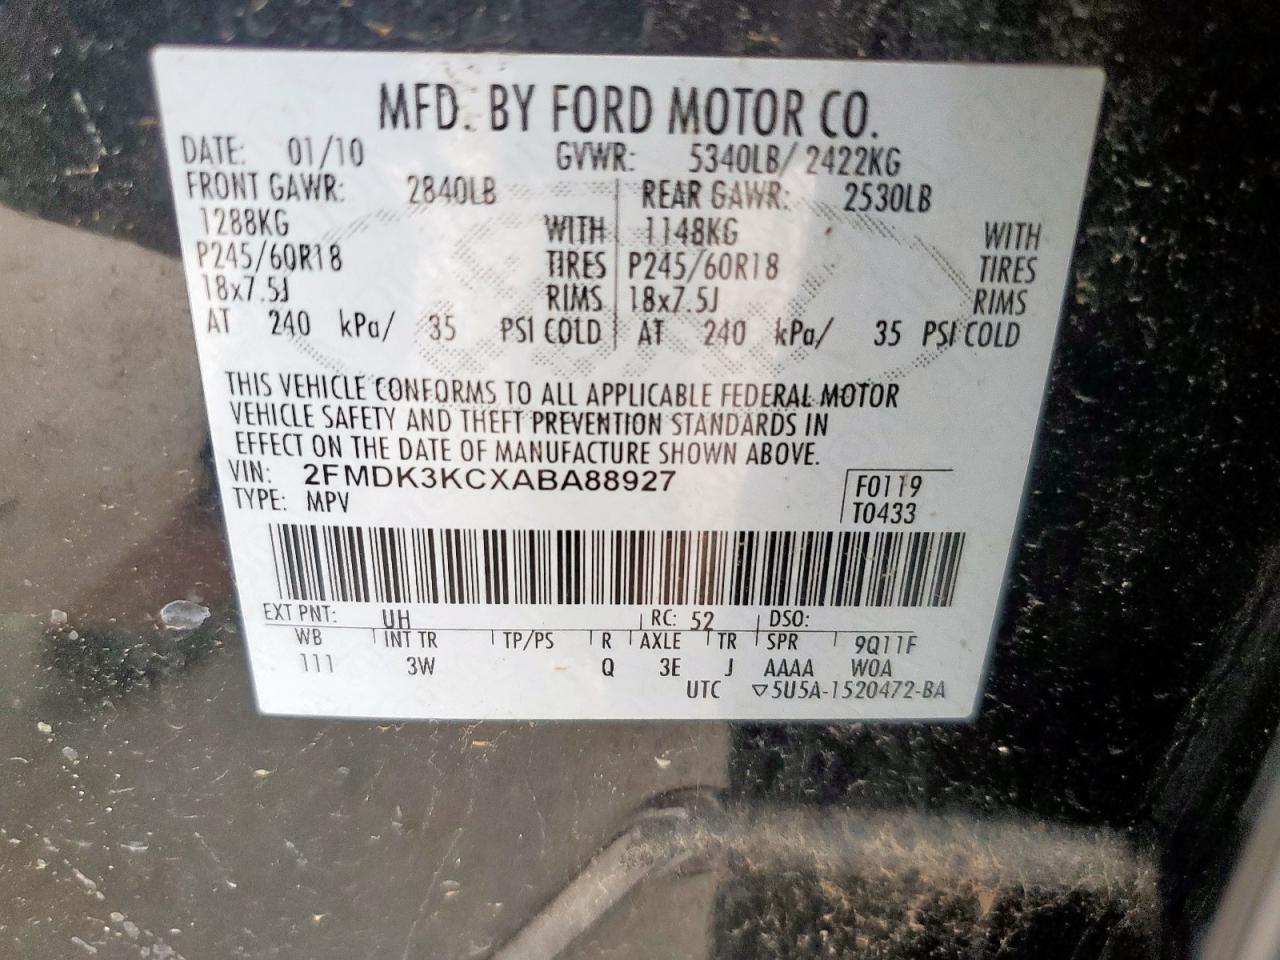 MFD. BY FORD MOTOR CO.
DATE: 01/10 GVWR: 5340LB/ 2422KG
FRONT GAWR: 2840LB REAR GAWR: 2530LB
1288KG WITH 1148KG WITH
P245/60R18 TIRES P245/60R18 TIRES
18x7.5J RIMS 18x7.5J RIMS
AT 240 kPa/ 35 PSI COLD AT 240 kPa/ 35 PSI COLD
THIS VEHICLE CONFORMS TO ALL APPLICABLE FEDERAL MOTOR
VEHICLE SAFETY AND THEFT PREVENTION STANDARDS IN
EFFECT ON THE DATE OF MANUFACTURE SHOWN ABOVE.
VIN: 2FMDK3KCXABA88927 F0119
TYPE: MPV T0433
EXT PNT: UH RC: 52 DSO:
WB INT TR TP/PS R AXLE TR SPR 9Q11F
111 3W Q 3E J AAAA WOA
UTC ▽5U5A-1520472-BA